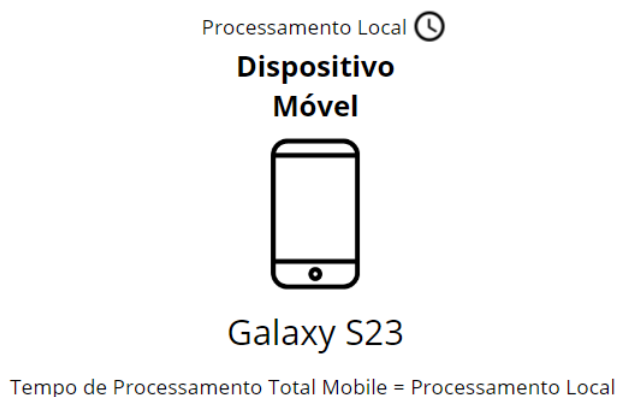 Processamento Local
Dispositivo
Móvel
Galaxy S23
Tempo de Processamento Total Mobile = Processamento Local